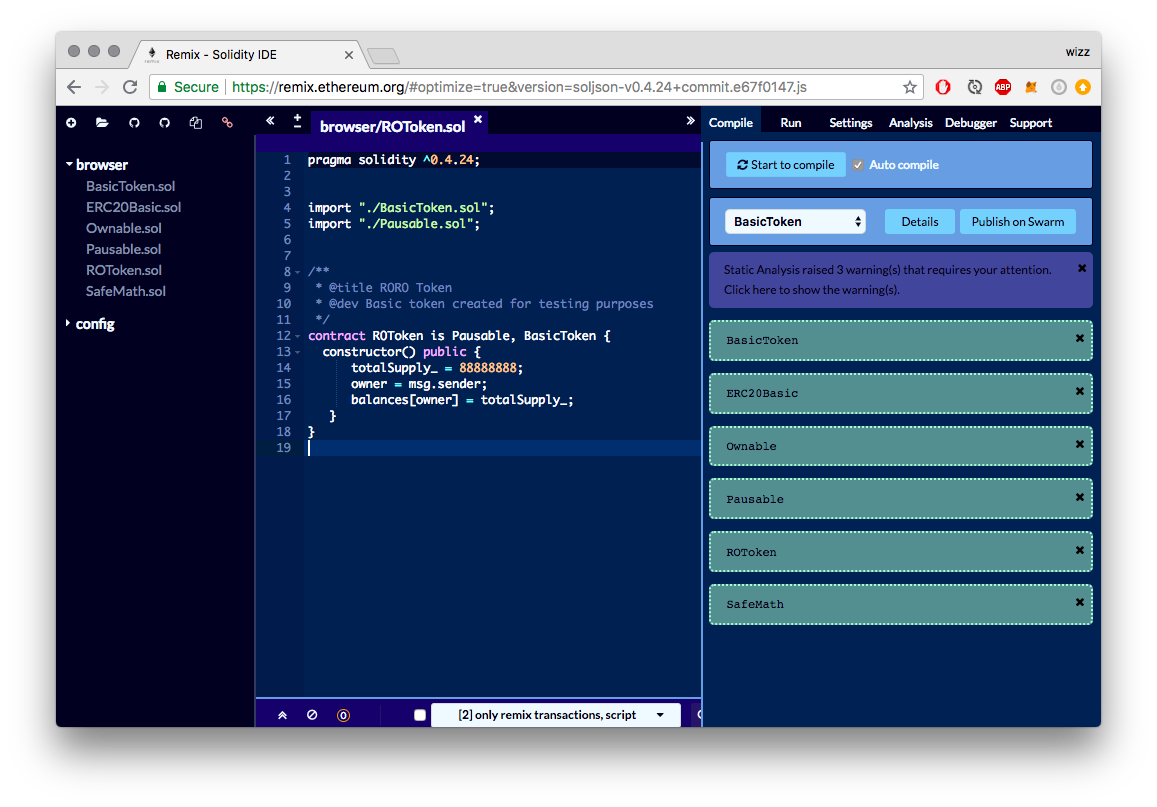 Remix - Solidity IDE
wizz
Secure
https://remix.ethereum.org/#optimize=true&version=soljson-v0.4.24+commit.e67f0147.js
ABP
browser
BasicToken.sol
ERC20Basic.sol
Ownable.sol
Pausable.sol
ROToken.sol
SafeMath.sol
config
browser/ROToken.sol
1 pragma solidity ^0.4.24;
2
3
4 import "./BasicToken.sol";
5 import "./Pausable.sol";
6
7
8 /**
9 * @title RORO Token
10 * @dev Basic token created for testing purposes
11 */
12 contract ROToken is Pausable, BasicToken {
13 constructor() public {
14 totalSupply_ = 88888888;
15 owner = msg.sender;
16 balances[owner] = totalSupply_;
17 }
18 }
19
0
[2] only remix transactions, script
Compile Run Settings Analysis Debugger Support
Start to compile Auto compile
BasicToken Details Publish on Swarm
Static Analysis raised 3 warning(s) that requires your attention.
Click here to show the warning(s).
BasicToken
ERC20Basic
Ownable
Pausable
ROToken
SafeMath